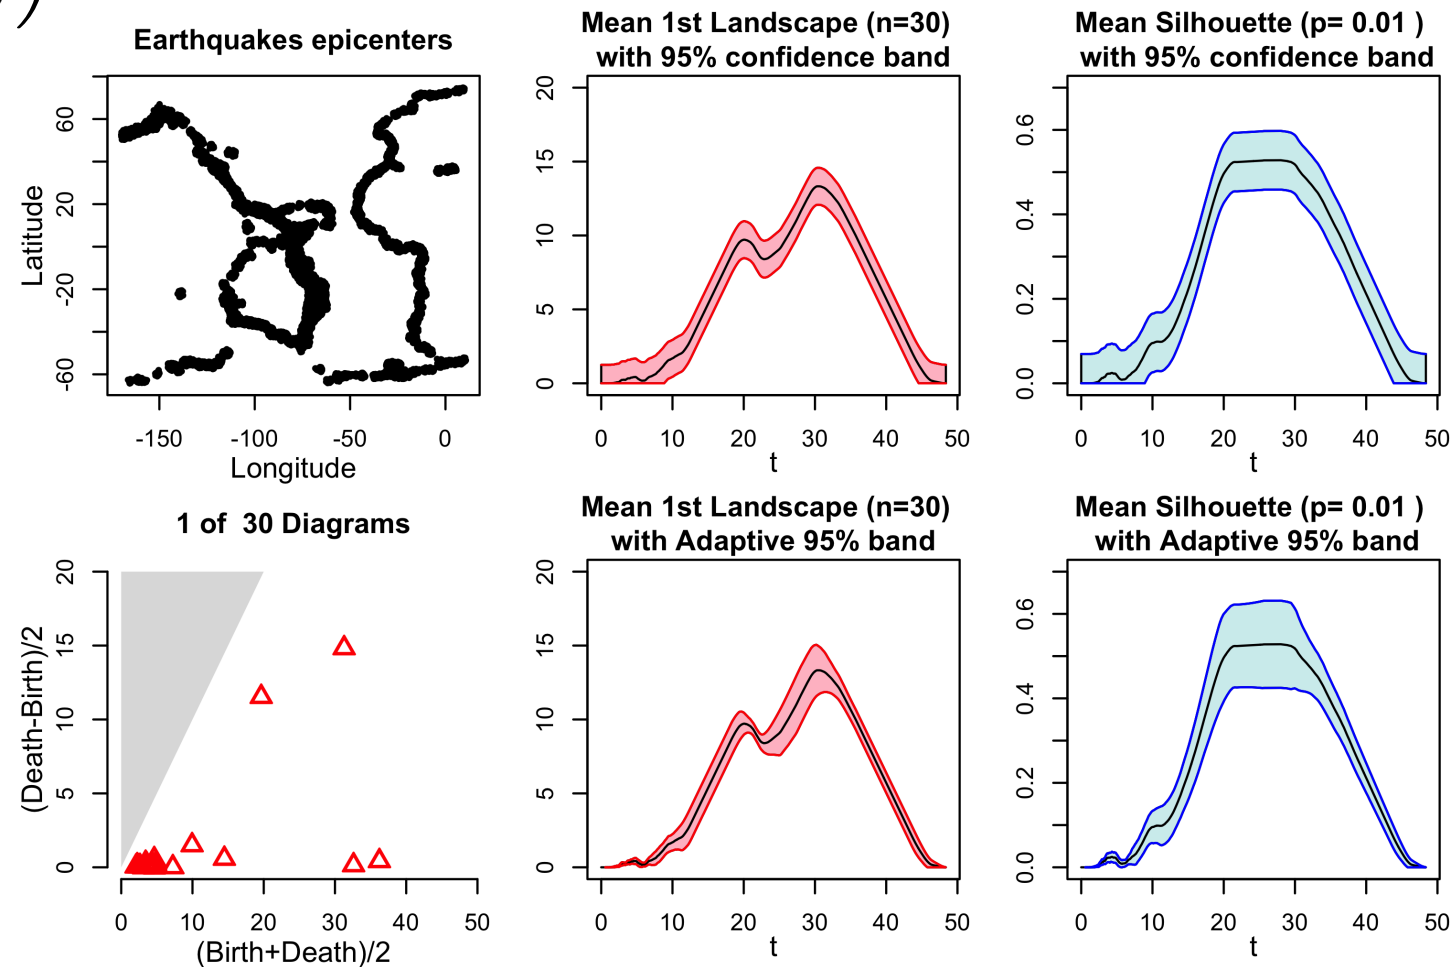 )
Earthquakes epicenters
Latitude
60
20
-20
-60
-150 -100 -50 0
Longitude
Mean 1st Landscape (n=30)
with 95% confidence band
20
15
10
5
0
0 10 20 30 40 50
t
Mean Silhouette (p= 0.01 )
with 95% confidence band
0.6
0.4
0.2
0.0
0 10 20 30 40 50
t
1 of 30 Diagrams
(Death-Birth)/2
20
15
10
5
0
0 10 20 30 40 50
(Birth+Death)/2
Mean 1st Landscape (n=30)
with Adaptive 95% band
20
15
10
5
0
0 10 20 30 40 50
t
Mean Silhouette (p= 0.01 )
with Adaptive 95% band
0.6
0.4
0.2
0.0
0 10 20 30 40 50
t